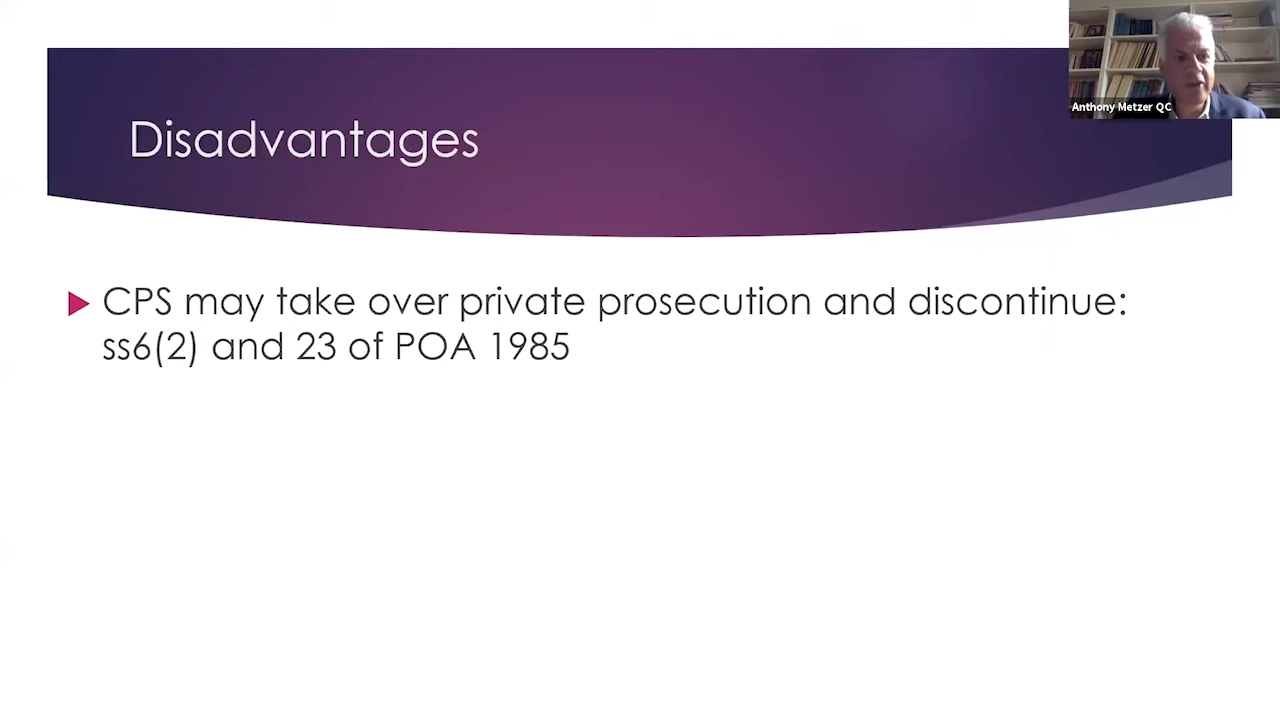 Anthony Metzer QC
Disadvantages
CPS may take over private prosecution and discontinue:
ss6(2) and 23 of POA 1985